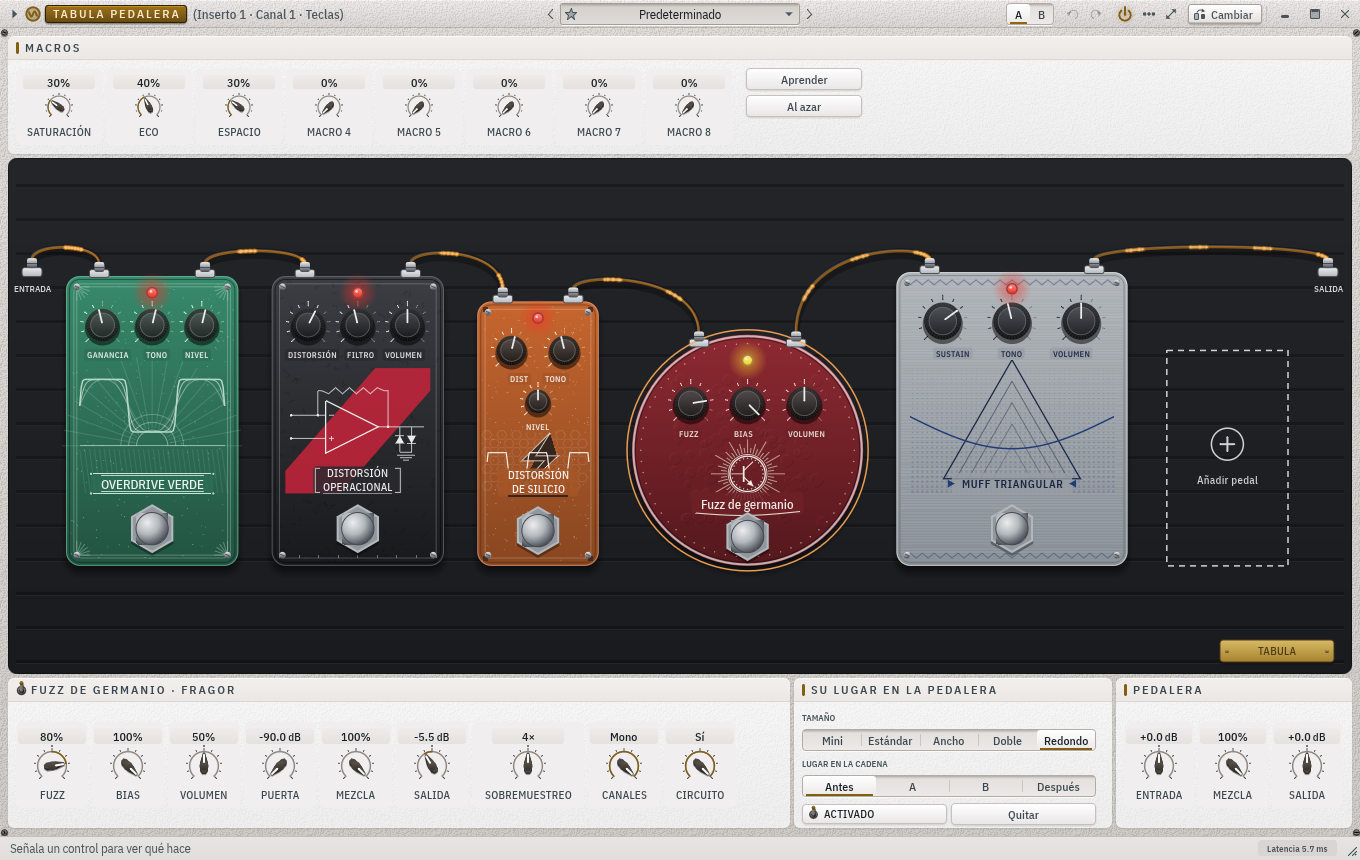 TABULA PEDALERA (Inserto 1 · Canal 1 · Teclas)
Predeterminado
A B
Cambiar
MACROS
30% 40% 30% 0% 0% 0% 0% 0%
SATURACIÓN ECO ESPACIO MACRO 4 MACRO 5 MACRO 6 MACRO 7 MACRO 8
Aprender
Al azar
ENTRADA
SALIDA
GANANCIA TONO NIVEL
OVERDRIVE VERDE
DISTORSIÓN FILTRO VOLUMEN
DISTORSIÓN
OPERACIONAL
DIST TONO
NIVEL
DISTORSIÓN
DE SILICIO
FUZZ BIAS VOLUMEN
Fuzz de germanio
SUSTAIN TONO VOLUMEN
MUFF TRIANGULAR
Añadir pedal
TABULA
FUZZ DE GERMANIO · FRAGOR
80% 100% 50% -90.0 dB 100% -5.5 dB 4× Mono Sí
FUZZ BIAS VOLUMEN PUERTA MEZCLA SALIDA SOBREMUESTREO CANALES CIRCUITO
SU LUGAR EN LA PEDALERA
TAMAÑO
Mini Estándar Ancho Doble Redondo
LUGAR EN LA CADENA
Antes A B Después
ACTIVADO Quitar
PEDALERA
+0.0 dB 100% +0.0 dB
ENTRADA MEZCLA SALIDA
Señala un control para ver qué hace
Latencia 5.7 ms